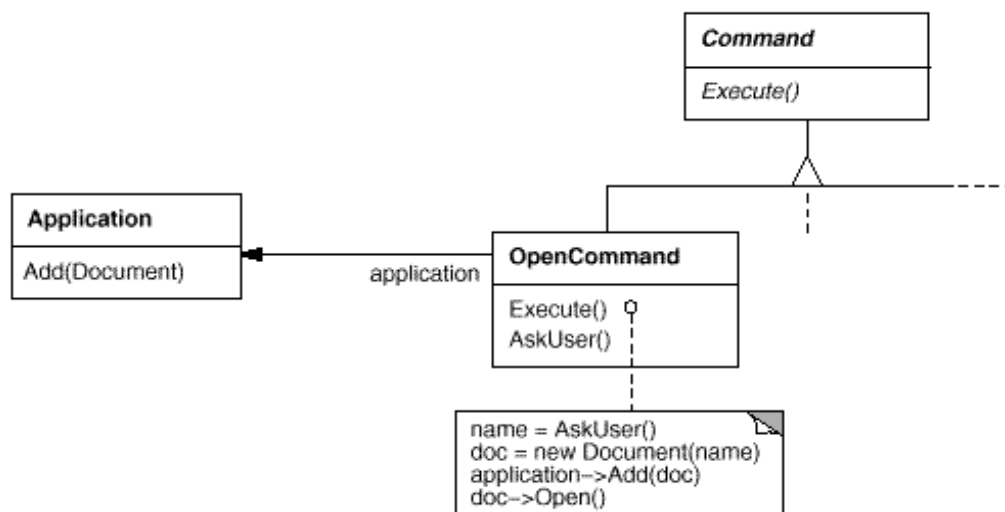 Command
Execute()
Application
Add(Document)
application
OpenCommand
Execute()
AskUser()
name = AskUser()
doc = new Document(name)
application->Add(doc)
doc->Open()